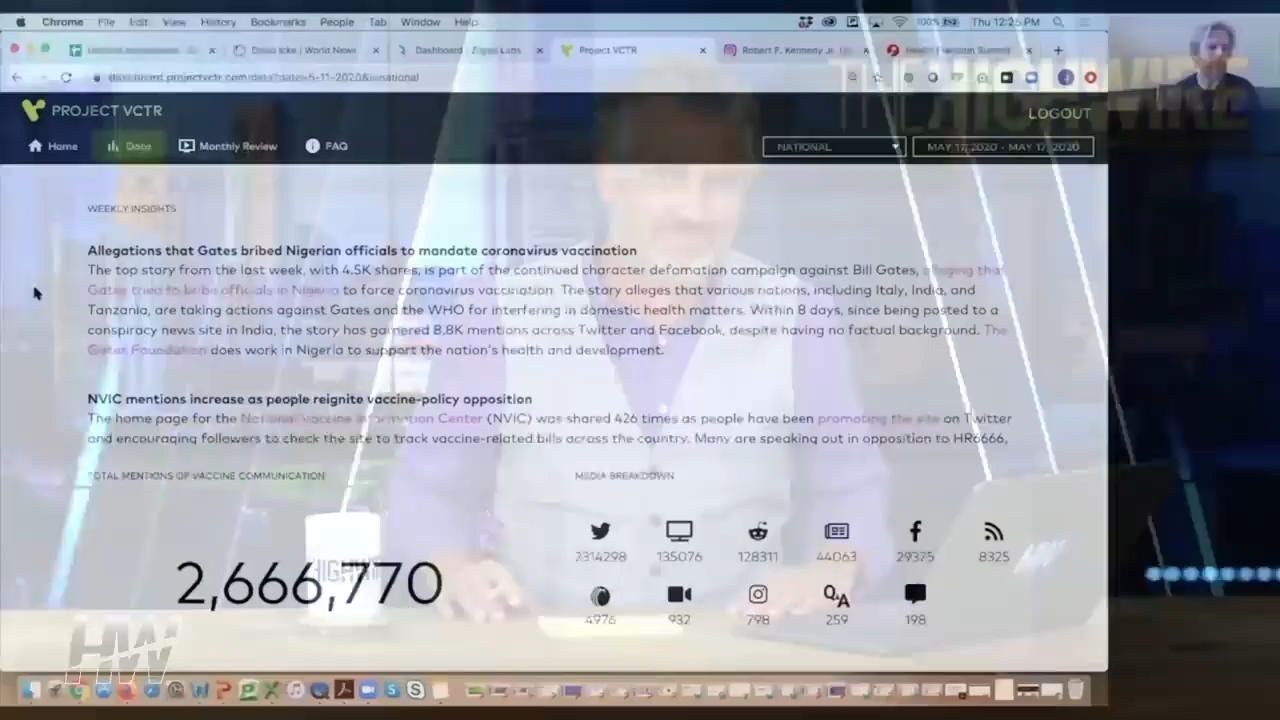 Chrome File Edit View History Bookmarks People Tab Window Help 100% Thu 12:25 PM
World News Dashboard Labs Project VCTR Robert F. Kennedy Jr. Health Freedom Summit
THE HIGHWIRE
PROJECT VCTR
LOGOUT
Home Data Monthly Review FAQ NATIONAL MAY 17, 2020 - MAY 17, 2020
WEEKLY INSIGHTS
Allegations that Gates bribed Nigerian officials to mandate coronavirus vaccination
The top story from the last week, with 4.5K shares, is part of the continued character defamation campaign against Bill Gates, alleging that
Gates tried to bribe officials in Nigeria to force coronavirus vaccination. The story alleges that various nations, including Italy, India, and
Tanzania, are taking actions against Gates and the WHO for interfering in domestic health matters. Within 8 days, since being posted to a
conspiracy news site in India, the story has garnered 8.8K mentions across Twitter and Facebook, despite having no factual background. The
Gates Foundation does work in Nigeria to support the nation's health and development.
NVIC mentions increase as people reignite vaccine-policy opposition
The home page for the National Vaccine Information Center (NVIC) was shared 426 times as people have been promoting the site on Twitter
and encouraging followers to check the site to track vaccine-related bills across the country. Many are speaking out in opposition to HR6666,
TOTAL MENTIONS OF VACCINE COMMUNICATION MEDIA BREAKDOWN
2314298 135076 128311 44063 29375 8325
2,666,770
4976 932 798 259 198
HW